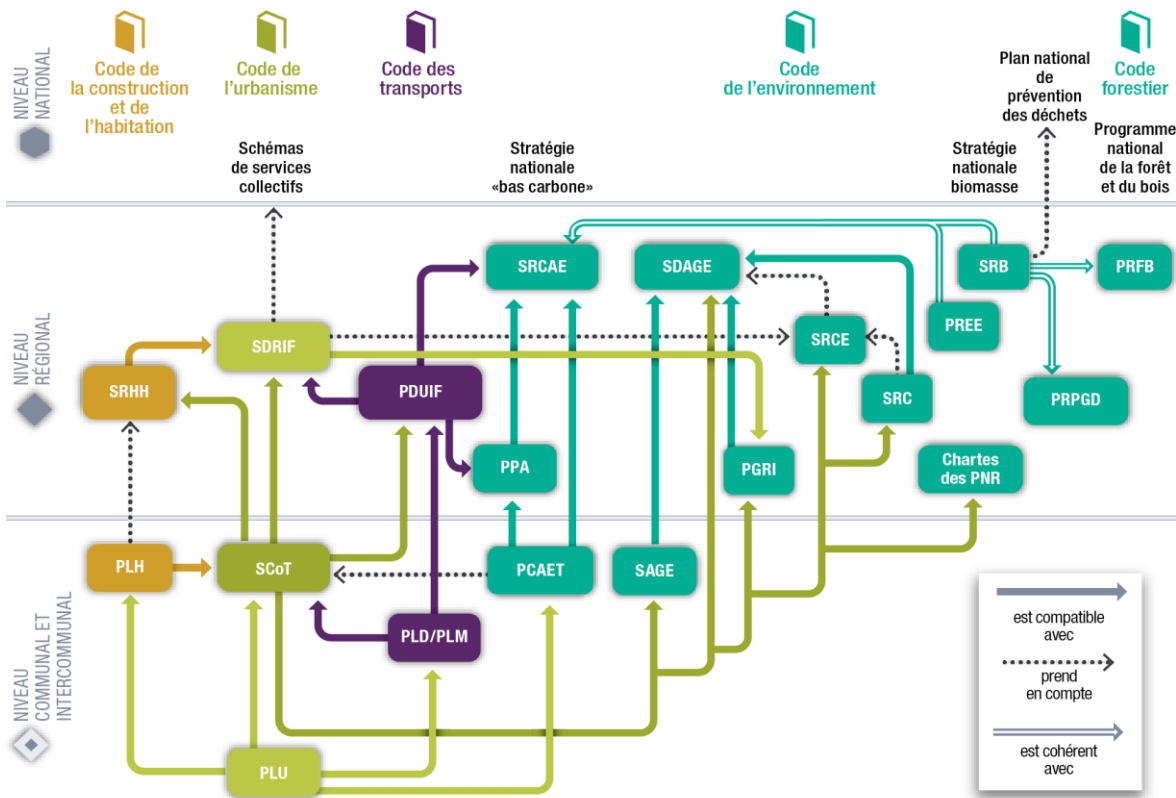 NIVEAU
NATIONAL
Code de
la construction
et de
l'habitation
Code de
l'urbanisme
Code des
transports
Code
de l'environnement
Plan national
de
prévention
des déchets
Code
forestier
Schémas
de services
collectifs
Stratégie
nationale
«bas carbone»
Stratégie
nationale
biomasse
Programme
national
de la forêt
et du bois
NIVEAU
RÉGIONAL
SRCAE
SDAGE
SRB
PRFB
PREE
SDRIF
SRCE
SRHH
PDUIF
SRC
PRPGD
PPA
PGRI
Chartes
des PNR
NIVEAU
COMMUNAL ET
INTERCOMMUNAL
PLH
SCoT
PCAET
SAGE
PLD/PLM
PLU
est compatible
avec
prend
en compte
est cohérent
avec